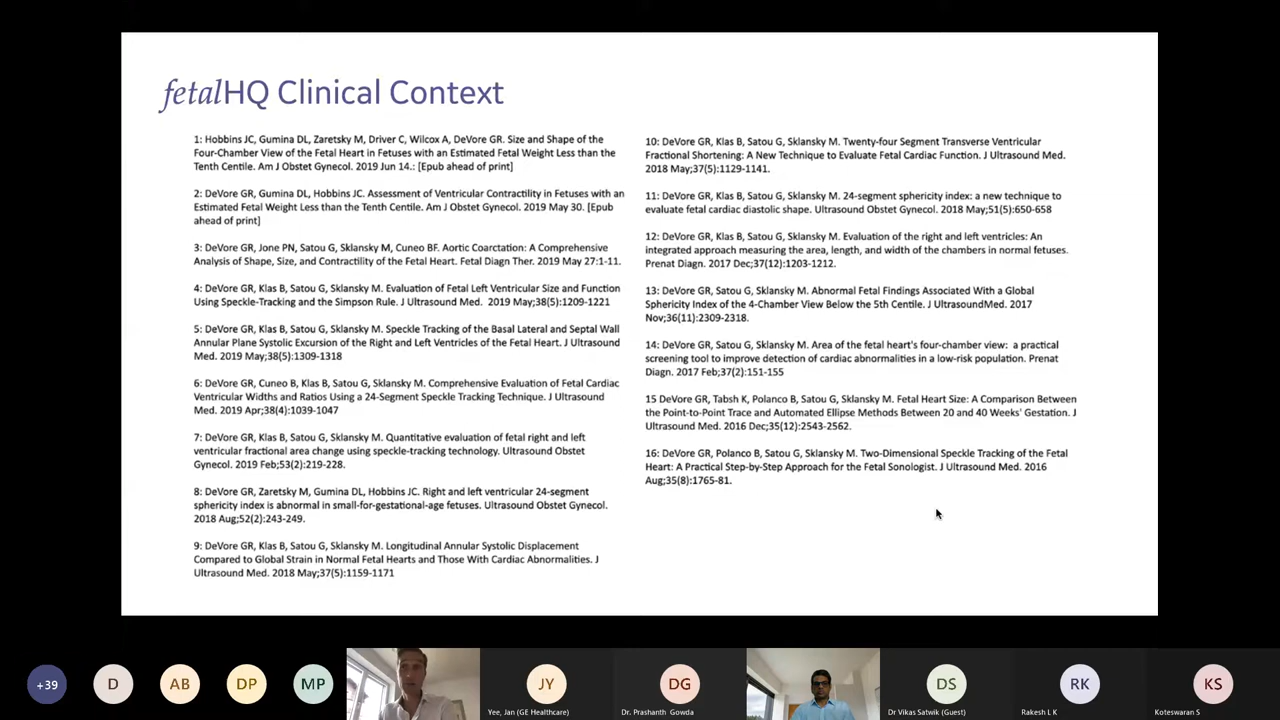 fetalHQ Clinical Context
1: Hobbins JC, Gumina DL, Zaretsky M, Driver C, Wilcox A, DeVore GR. Size and Shape of the
Four-Chamber View of the Fetal Heart in Fetuses with an Estimated Fetal Weight Less than the
Tenth Centile. Am J Obstet Gynecol. 2019 Jun 14.: [Epub ahead of print]
2: DeVore GR, Gumina DL, Hobbins JC. Assessment of Ventricular Contractility in Fetuses with an
Estimated Fetal Weight Less than the Tenth Centile. Am J Obstet Gynecol. 2019 May 30. [Epub
ahead of print]
3: DeVore GR, Jone PN, Satou G, Sklansky M, Cuneo BF. Aortic Coarctation: A Comprehensive
Analysis of Shape, Size, and Contractility of the Fetal Heart. Fetal Diagn Ther. 2019 May 27:1-11.
4: DeVore GR, Klas B, Satou G, Sklansky M. Evaluation of Fetal Left Ventricular Size and Function
Using Speckle-Tracking and the Simpson Rule. J Ultrasound Med. 2019 May;38(5):1209-1221
5: DeVore GR, Klas B, Satou G, Sklansky M. Speckle Tracking of the Basal Lateral and Septal Wall
Annular Plane Systolic Excursion of the Right and Left Ventricles of the Fetal Heart. J Ultrasound
Med. 2019 May;38(5):1309-1318
6: DeVore GR, Cuneo B, Klas B, Satou G, Sklansky M. Comprehensive Evaluation of Fetal Cardiac
Ventricular Widths and Ratios Using a 24-Segment Speckle Tracking Technique. J Ultrasound
Med. 2019 Apr;38(4):1039-1047
7: DeVore GR, Klas B, Satou G, Sklansky M. Quantitative evaluation of fetal right and left
ventricular fractional area change using speckle-tracking technology. Ultrasound Obstet
Gynecol. 2019 Feb;53(2):219-228.
8: DeVore GR, Zaretsky M, Gumina DL, Hobbins JC. Right and left ventricular 24-segment
sphericity index is abnormal in small-for-gestational-age fetuses. Ultrasound Obstet Gynecol.
2018 Aug;52(2):243-249.
9: DeVore GR, Klas B, Satou G, Sklansky M. Longitudinal Annular Systolic Displacement
Compared to Global Strain in Normal Fetal Hearts and Those With Cardiac Abnormalities. J
Ultrasound Med. 2018 May;37(5):1159-1171
10: DeVore GR, Klas B, Satou G, Sklansky M. Twenty-four Segment Transverse Ventricular
Fractional Shortening: A New Technique to Evaluate Fetal Cardiac Function. J Ultrasound Med.
2018 May;37(5):1129-1141.
11: DeVore GR, Klas B, Satou G, Sklansky M. 24-segment sphericity index: a new technique to
evaluate fetal cardiac diastolic shape. Ultrasound Obstet Gynecol. 2018 May;51(5):650-658
12: DeVore GR, Klas B, Satou G, Sklansky M. Evaluation of the right and left ventricles: An
integrated approach measuring the area, length, and width of the chambers in normal fetuses.
Prenat Diagn. 2017 Dec;37(12):1203-1212.
13: DeVore GR, Satou G, Sklansky M. Abnormal Fetal Findings Associated With a Global
Sphericity Index of the 4-Chamber View Below the 5th Centile. J UltrasoundMed. 2017
Nov;36(11):2309-2318.
14: DeVore GR, Satou G, Sklansky M. Area of the fetal heart's four-chamber view: a practical
screening tool to improve detection of cardiac abnormalities in a low-risk population. Prenat
Diagn. 2017 Feb;37(2):151-155
15 DeVore GR, Tabsh K, Polanco B, Satou G, Sklansky M. Fetal Heart Size: A Comparison Between
the Point-to-Point Trace and Automated Ellipse Methods Between 20 and 40 Weeks' Gestation. J
Ultrasound Med. 2016 Dec;35(12):2543-2562.
16: DeVore GR, Polanco B, Satou G, Sklansky M. Two-Dimensional Speckle Tracking of the Fetal
Heart: A Practical Step-by-Step Approach for the Fetal Sonologist. J Ultrasound Med. 2016
Aug;35(8):1765-81.
+39
D
AB
DP
MP
JY
Yee, Jan (GE Healthcare)
DG
Dr. Prashanth Gowda
DS
Dr Vikas Satwik (Guest)
RK
Rakesh I. K
KS
Koteswaran S